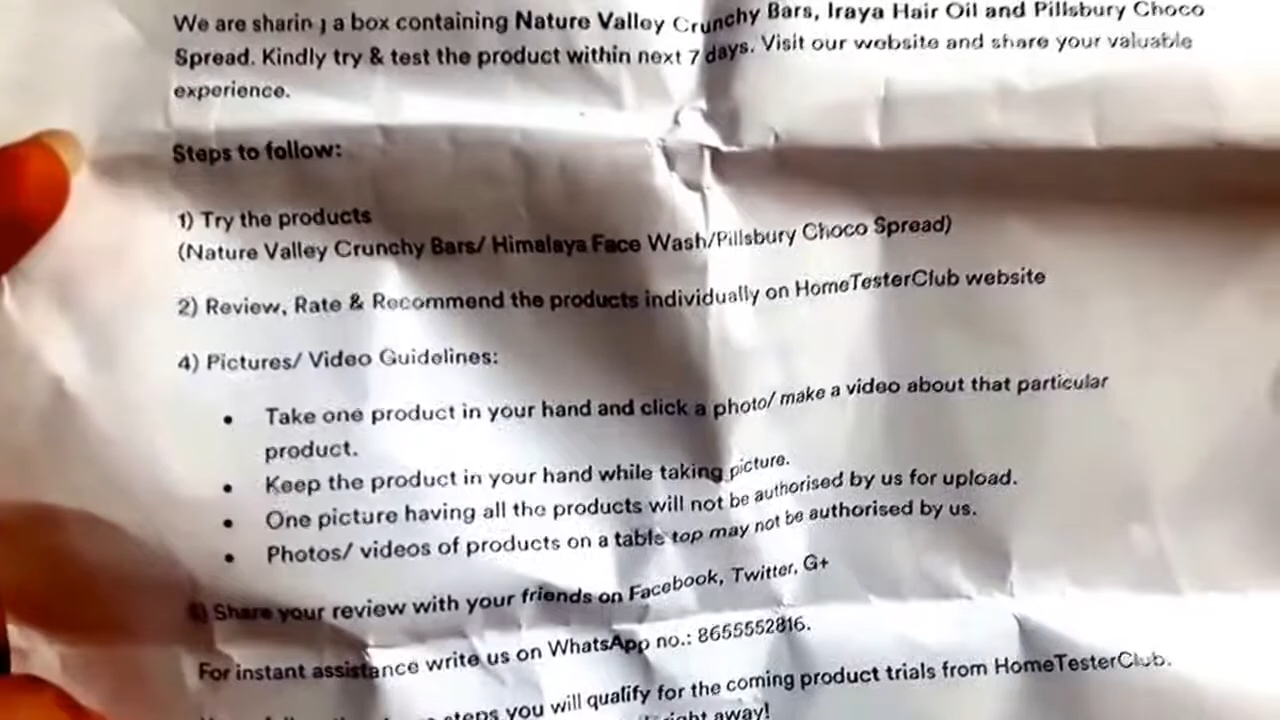 We are sharing a box containing Nature Valley Crunchy Bars, Iraya Hair Oil and Pillsbury Choco
Spread. Kindly try & test the product within next 7 days. Visit our website and share your valuable
experience.
Steps to follow:
1) Try the products
(Nature Valley Crunchy Bars/ Himalaya Face Wash/Pillsbury Choco Spread)
2) Review, Rate & Recommend the products individually on HomeTesterClub website
4) Pictures/ Video Guidelines:
• Take one product in your hand and click a photo/ make a video about that particular
product.
• Keep the product in your hand while taking picture.
• One picture having all the products will not be authorised by us for upload.
• Photos/ videos of products on a table top may not be authorised by us.
) Share your review with your friends on Facebook, Twitter, G+
For instant assistance write us on WhatsApp no.: 8655552816.
steps you will qualify for the coming product trials from HomeTesterClub.
right away!